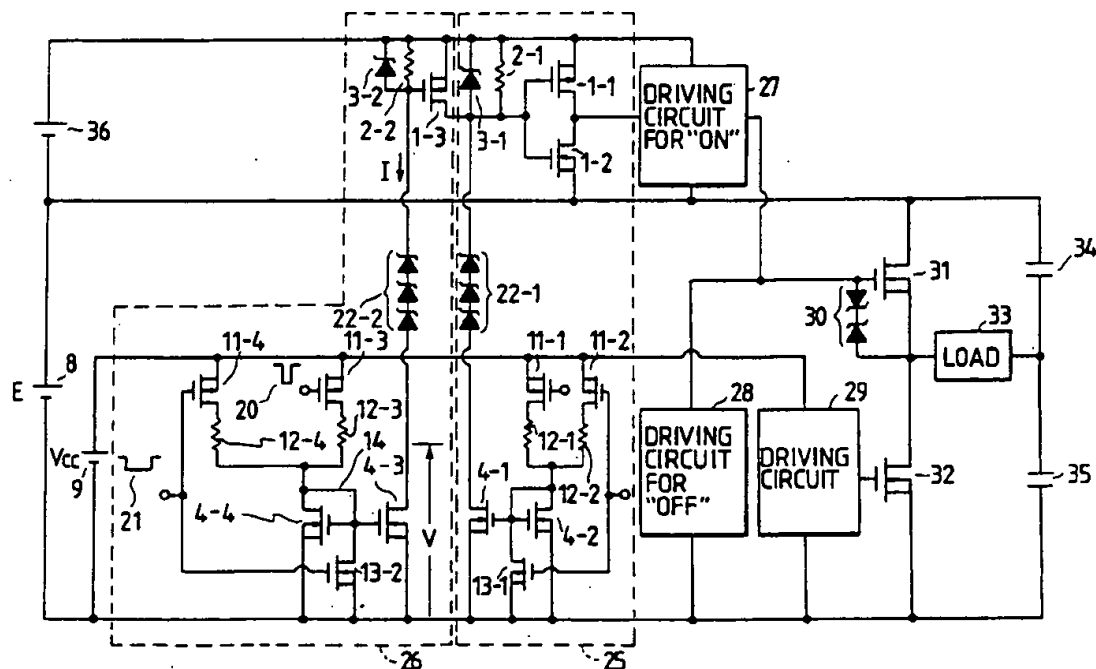 3-2
2-2
1-3
2-1
3-1
1-1
1-2
DRIVING
CIRCUIT
FOR "ON"
27
36
I
22-2
22-1
31
34
30
33
LOAD
11-4
11-3
11-1
11-2
20
12-3
12-4
14
4-3
12-1
12-2
28
DRIVING
CIRCUIT
FOR
"OFF"
29
DRIVING
CIRCUIT
32
35
E
8
Vcc
9
21
4-4
13-2
V
4-1
4-2
13-1
26
25